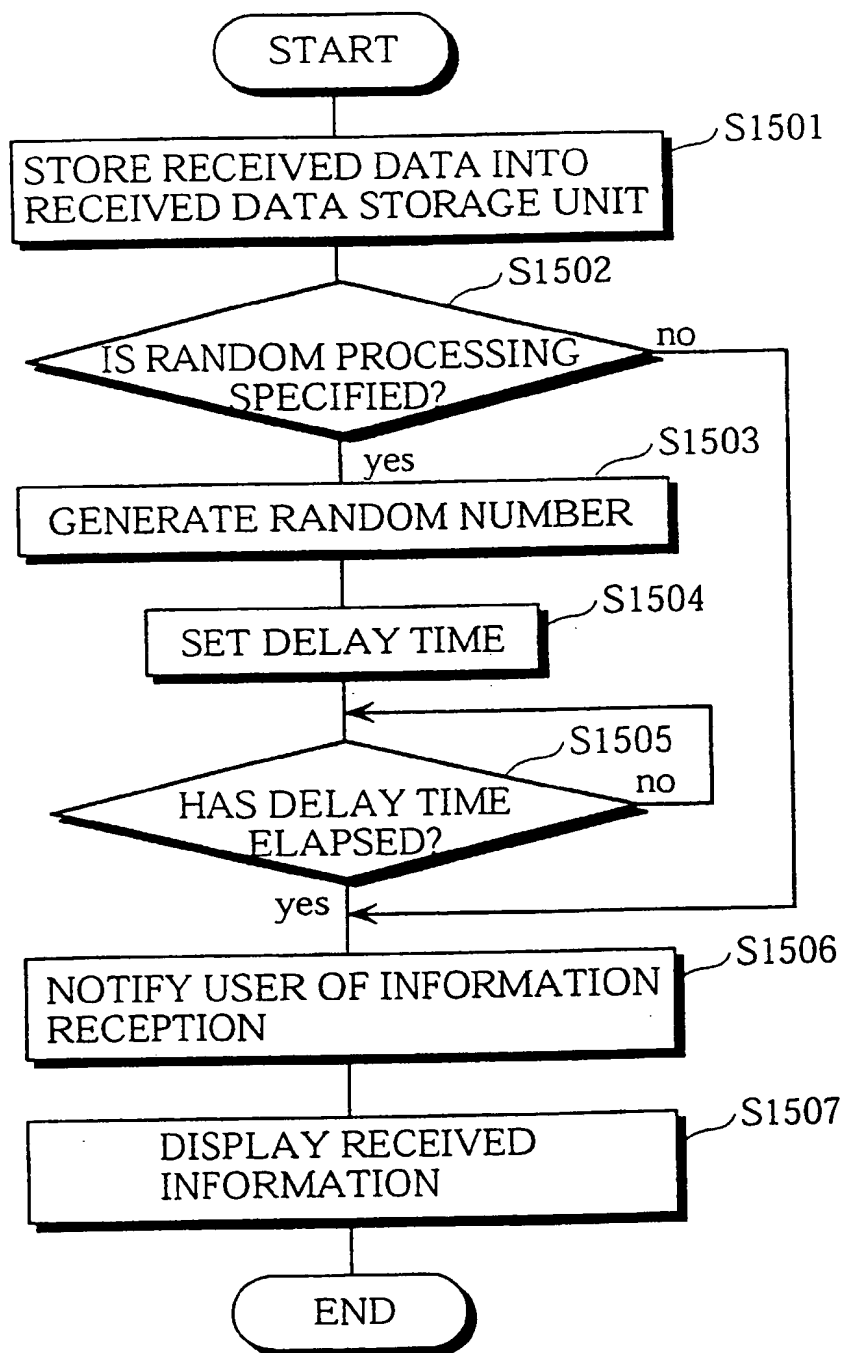 START
S1501
STORE RECEIVED DATA INTO
RECEIVED DATA STORAGE UNIT
S1502
IS RANDOM PROCESSING
SPECIFIED?
no
yes
S1503
GENERATE RANDOM NUMBER
S1504
SET DELAY TIME
S1505
HAS DELAY TIME
ELAPSED?
no
yes
S1506
NOTIFY USER OF INFORMATION
RECEPTION
S1507
DISPLAY RECEIVED
INFORMATION
END